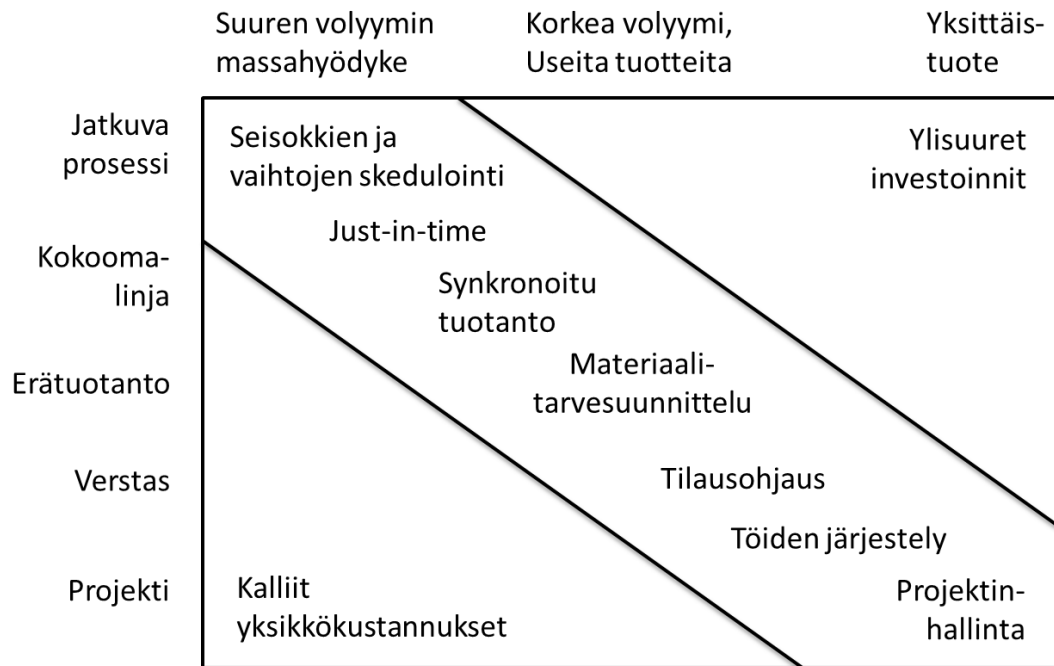 Suuren volyymin
massahyödyke
Korkea volyymi,
Useita tuotteita
Yksittäis-
tuote
Jatkuva
prosessi
Seisokkien ja
vaihtojen skedulointi
Ylisuuret
investoinnit
Just-in-time
Kokooma-
linja
Synkronoitu
tuotanto
Erätuotanto
Materiaali-
tarvesuunnittelu
Verstas
Tilausohjaus
Töiden järjestely
Projekti
Kalliit
yksikkökustannukset
Projektin-
hallinta